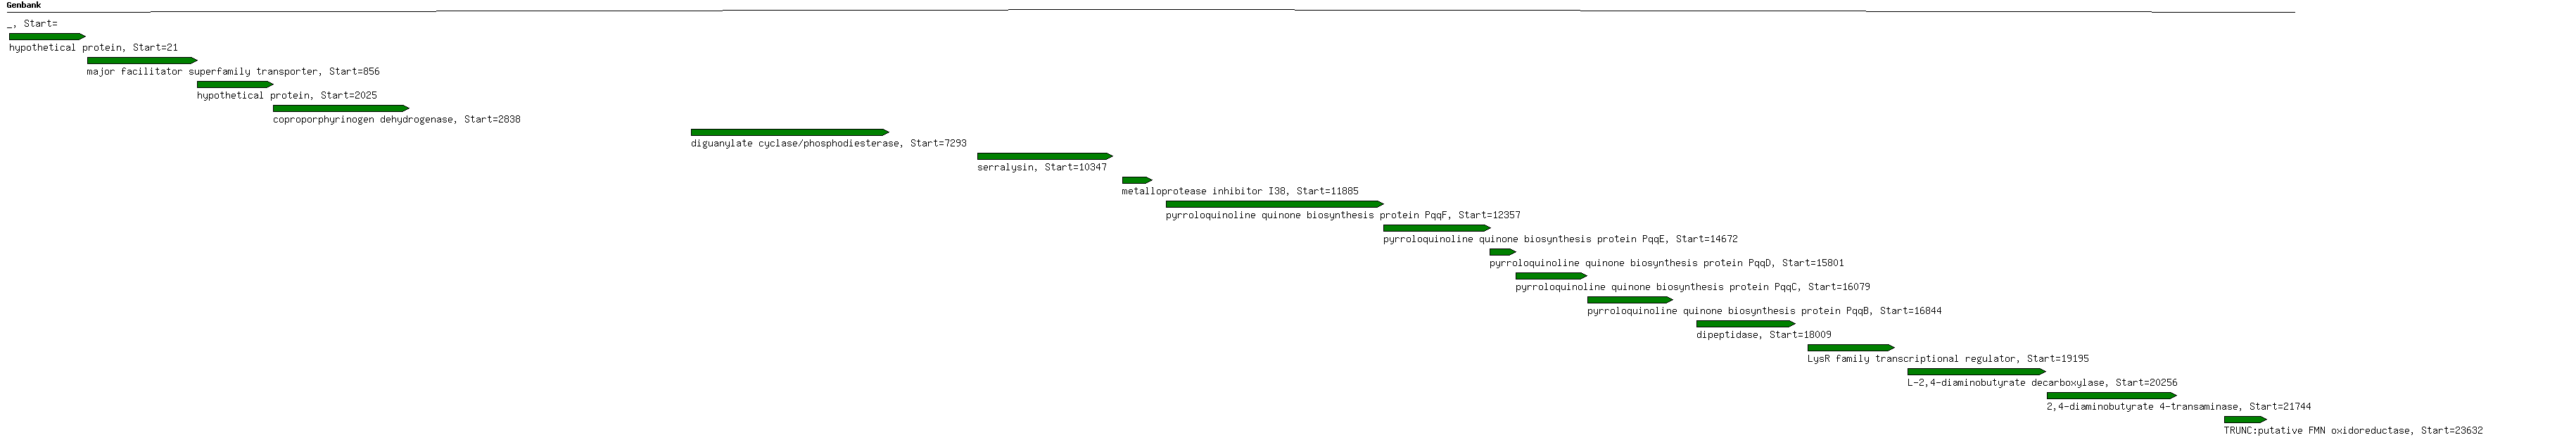 Genbank
_, Start=
hypothetical protein, Start=21
major facilitator superfamily transporter, Start=856
hypothetical protein, Start=2025
coproporphyrinogen dehydrogenase, Start=2838
diguanylate cyclase/phosphodiesterase, Start=7293
serralysin, Start=10347
metalloprotease inhibitor I38, Start=11885
pyrroloquinoline quinone biosynthesis protein PqqF, Start=12357
pyrroloquinoline quinone biosynthesis protein PqqE, Start=14672
pyrroloquinoline quinone biosynthesis protein PqqD, Start=15801
pyrroloquinoline quinone biosynthesis protein PqqC, Start=16079
pyrroloquinoline quinone biosynthesis protein PqqB, Start=16844
dipeptidase, Start=18009
LysR family transcriptional regulator, Start=19195
L-2,4-diaminobutyrate decarboxylase, Start=20256
2,4-diaminobutyrate 4-transaminase, Start=21744
TRUNC:putative FMN oxidoreductase, Start=23632